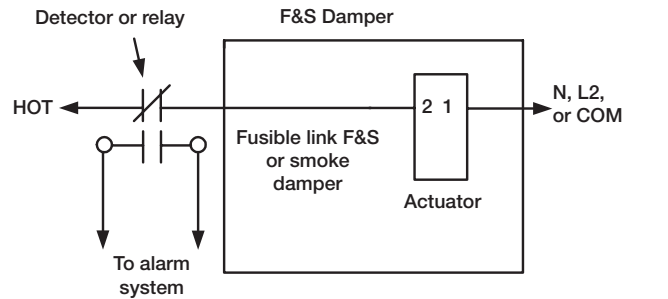 Detector or relay
F&S Damper
HOT
2 1
N, L2,
or COM
Fusible link F&S
or smoke
damper
Actuator
To alarm
system